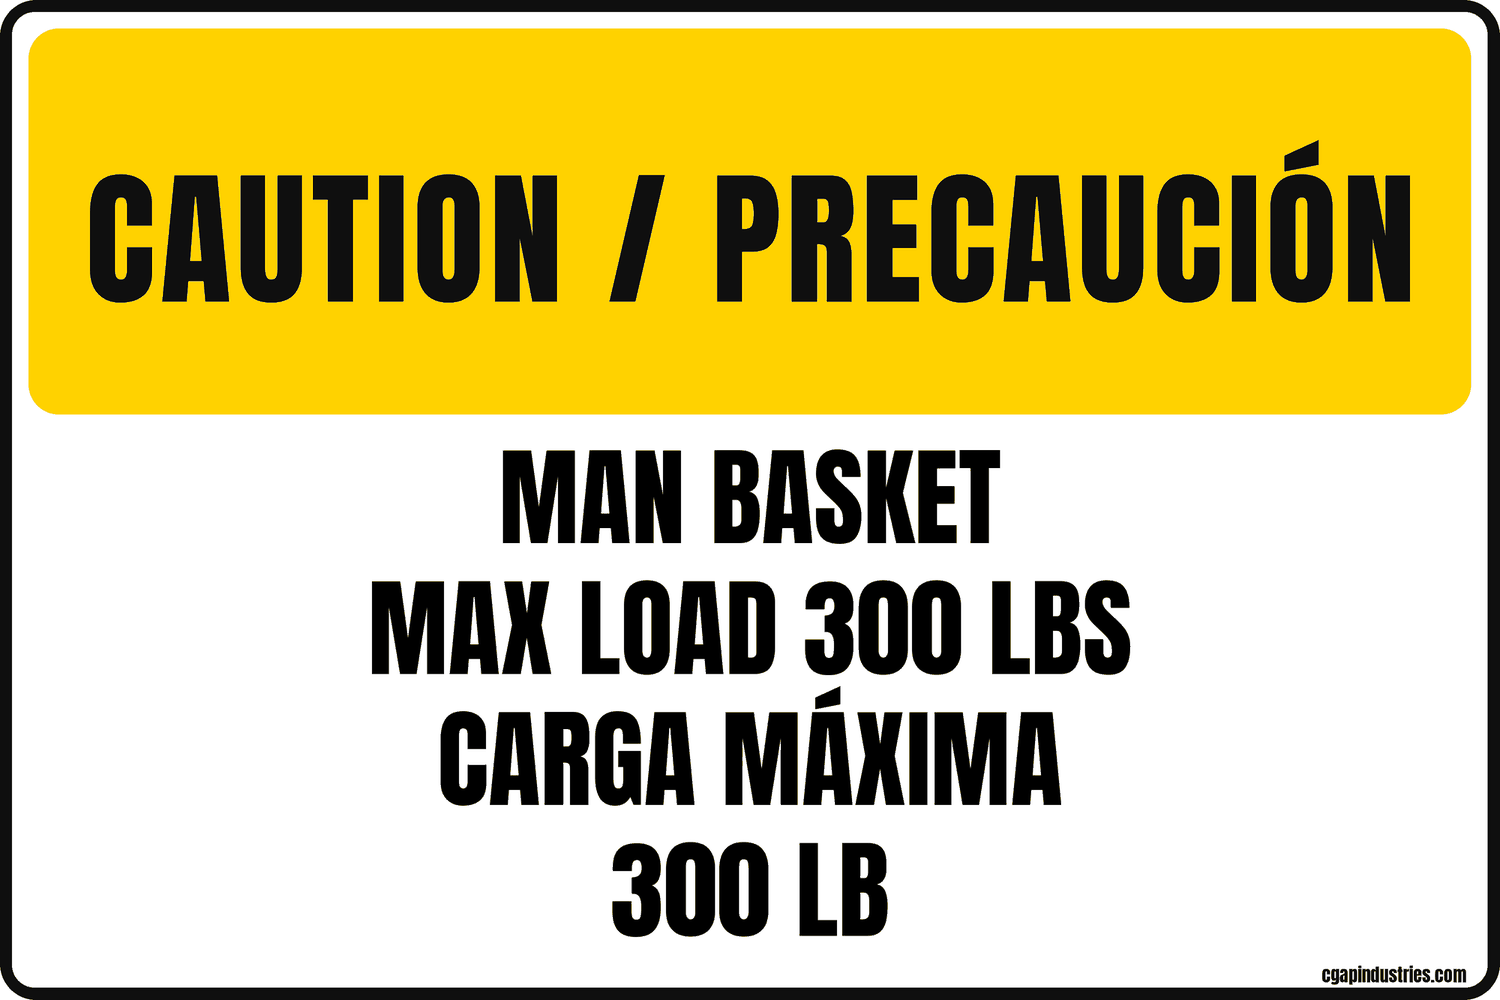 CAUTION / PRECAUCIÓN
MAN BASKET
MAX LOAD 300 LBS
CARGA MÁXIMA
300 LB
cgapindustries.com